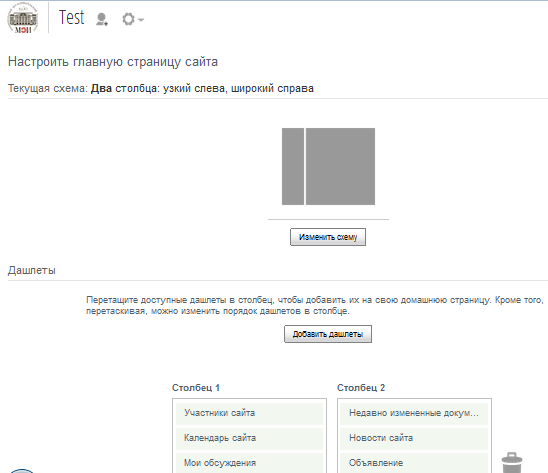 МЭИ
Test
Настроить главную страницу сайта
Текущая схема: Два столбца: узкий слева, широкий справа
Изменить схему
Дашлеты
Перетащите доступные дашлеты в столбец, чтобы добавить их на свою домашнюю страницу. Кроме того,
перетаскивая, можно изменить порядок дашлетов в столбце.
Добавить дашлеты
Столбец 1 Столбец 2
Участники сайта Недавно измененные докум...
Календарь сайта Новости сайта
Мои обсуждения Объявление